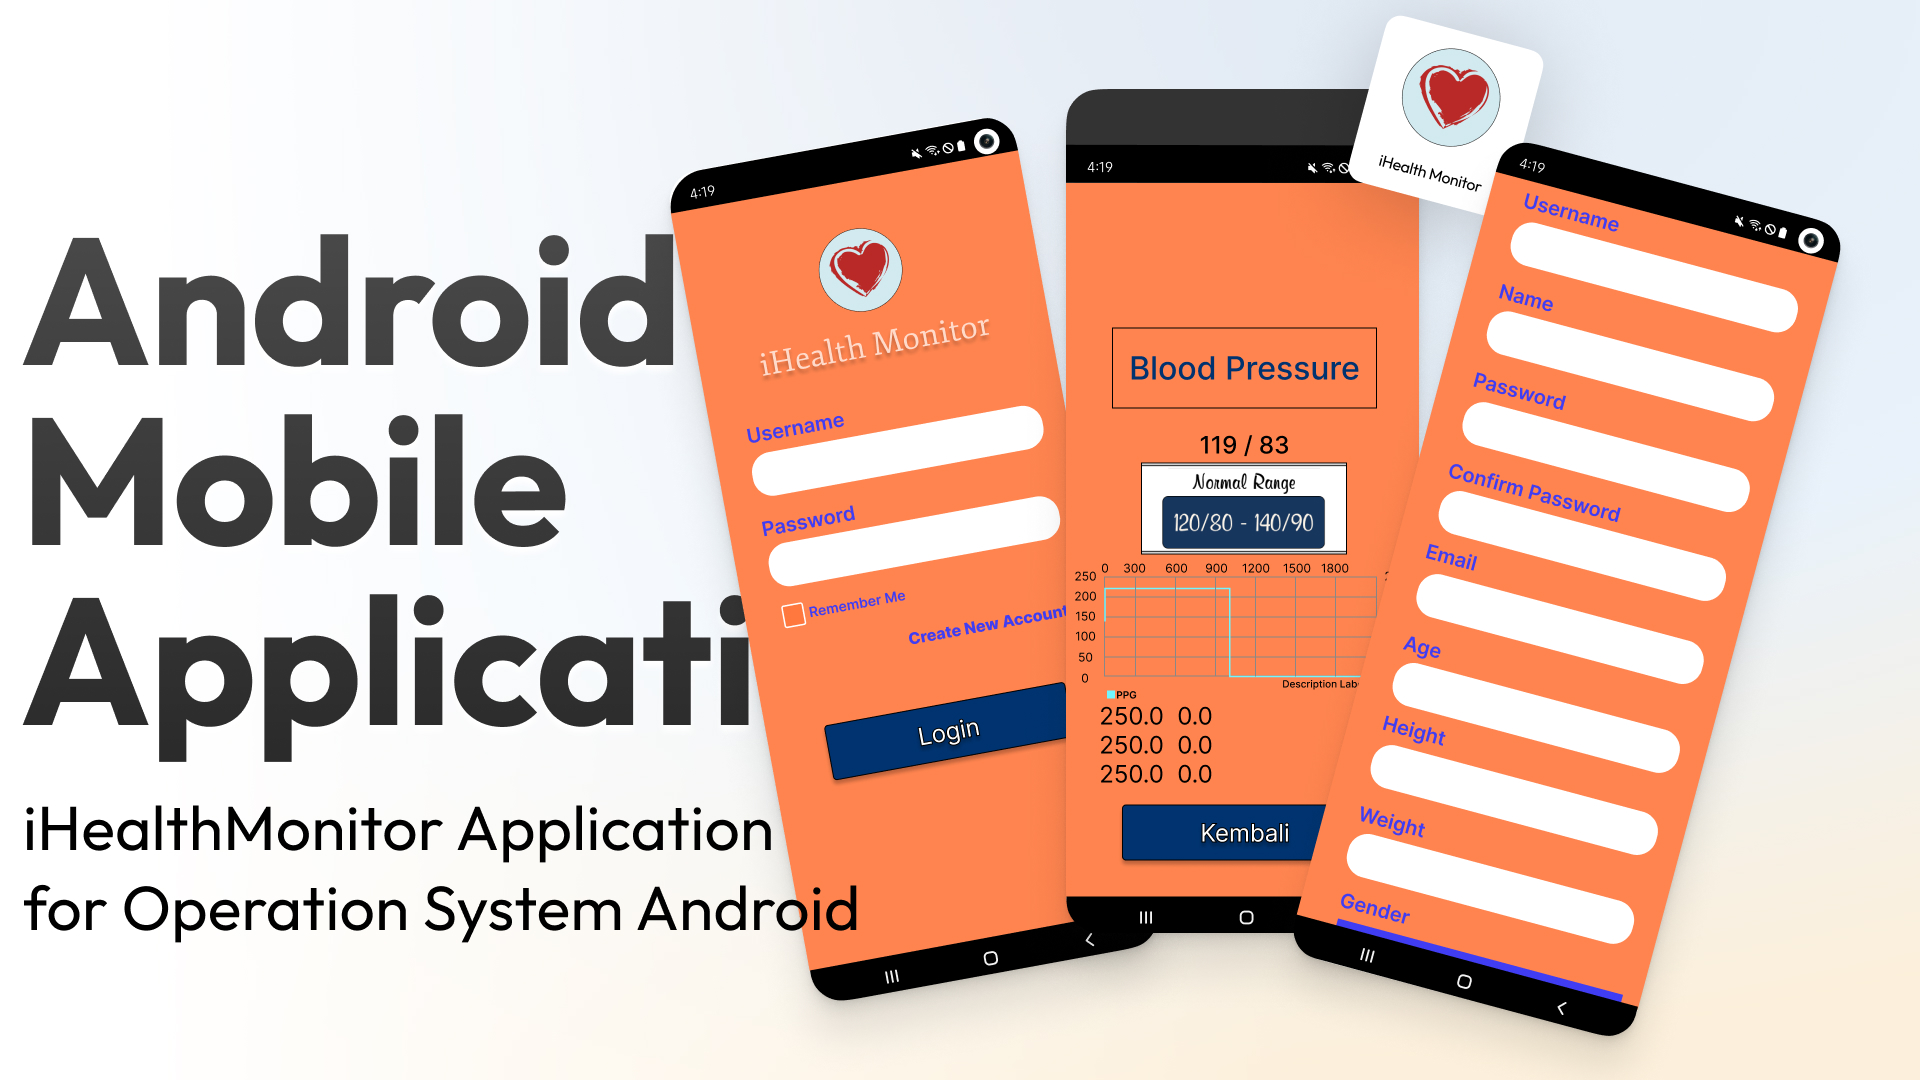 Android
Mobile
Applicati
iHealthMonitor Application
for Operation System Android
4:19
iHealth Monitor
Username
Password
Remember Me
Create New Account
Login
4:19
Blood Pressure
119 / 83
Normal Range
120/80 - 140/90
0 300 600 900 1200 1500 1800
250
200
150
100
50
0
Description Lab
PPG
250.0 0.0
250.0 0.0
250.0 0.0
Kembali
iHealth Monitor
4:19
Username
Name
Password
Confirm Password
Email
Age
Height
Weight
Gender